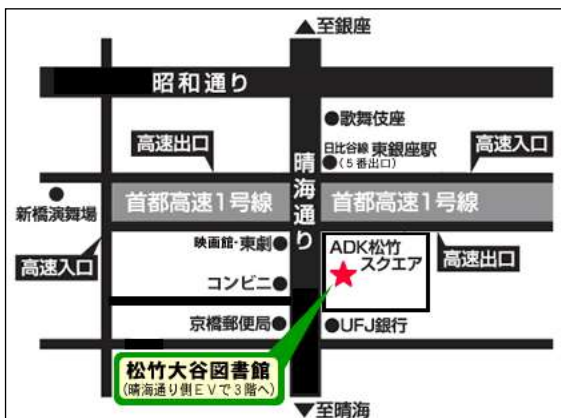 ▲至銀座
昭和通り
●歌舞伎座
高速出口
日比谷線 東銀座駅
●(5番出口)
高速入口
晴海通り
首都高速1号線
首都高速1号線
新橋演舞場
映画館・東劇●
ADK松竹
スクエア
高速入口
高速出口
コンビニ●
京橋郵便局●
●UFJ銀行
松竹大谷図書館
(晴海通り側EVで3階へ)
▼至晴海